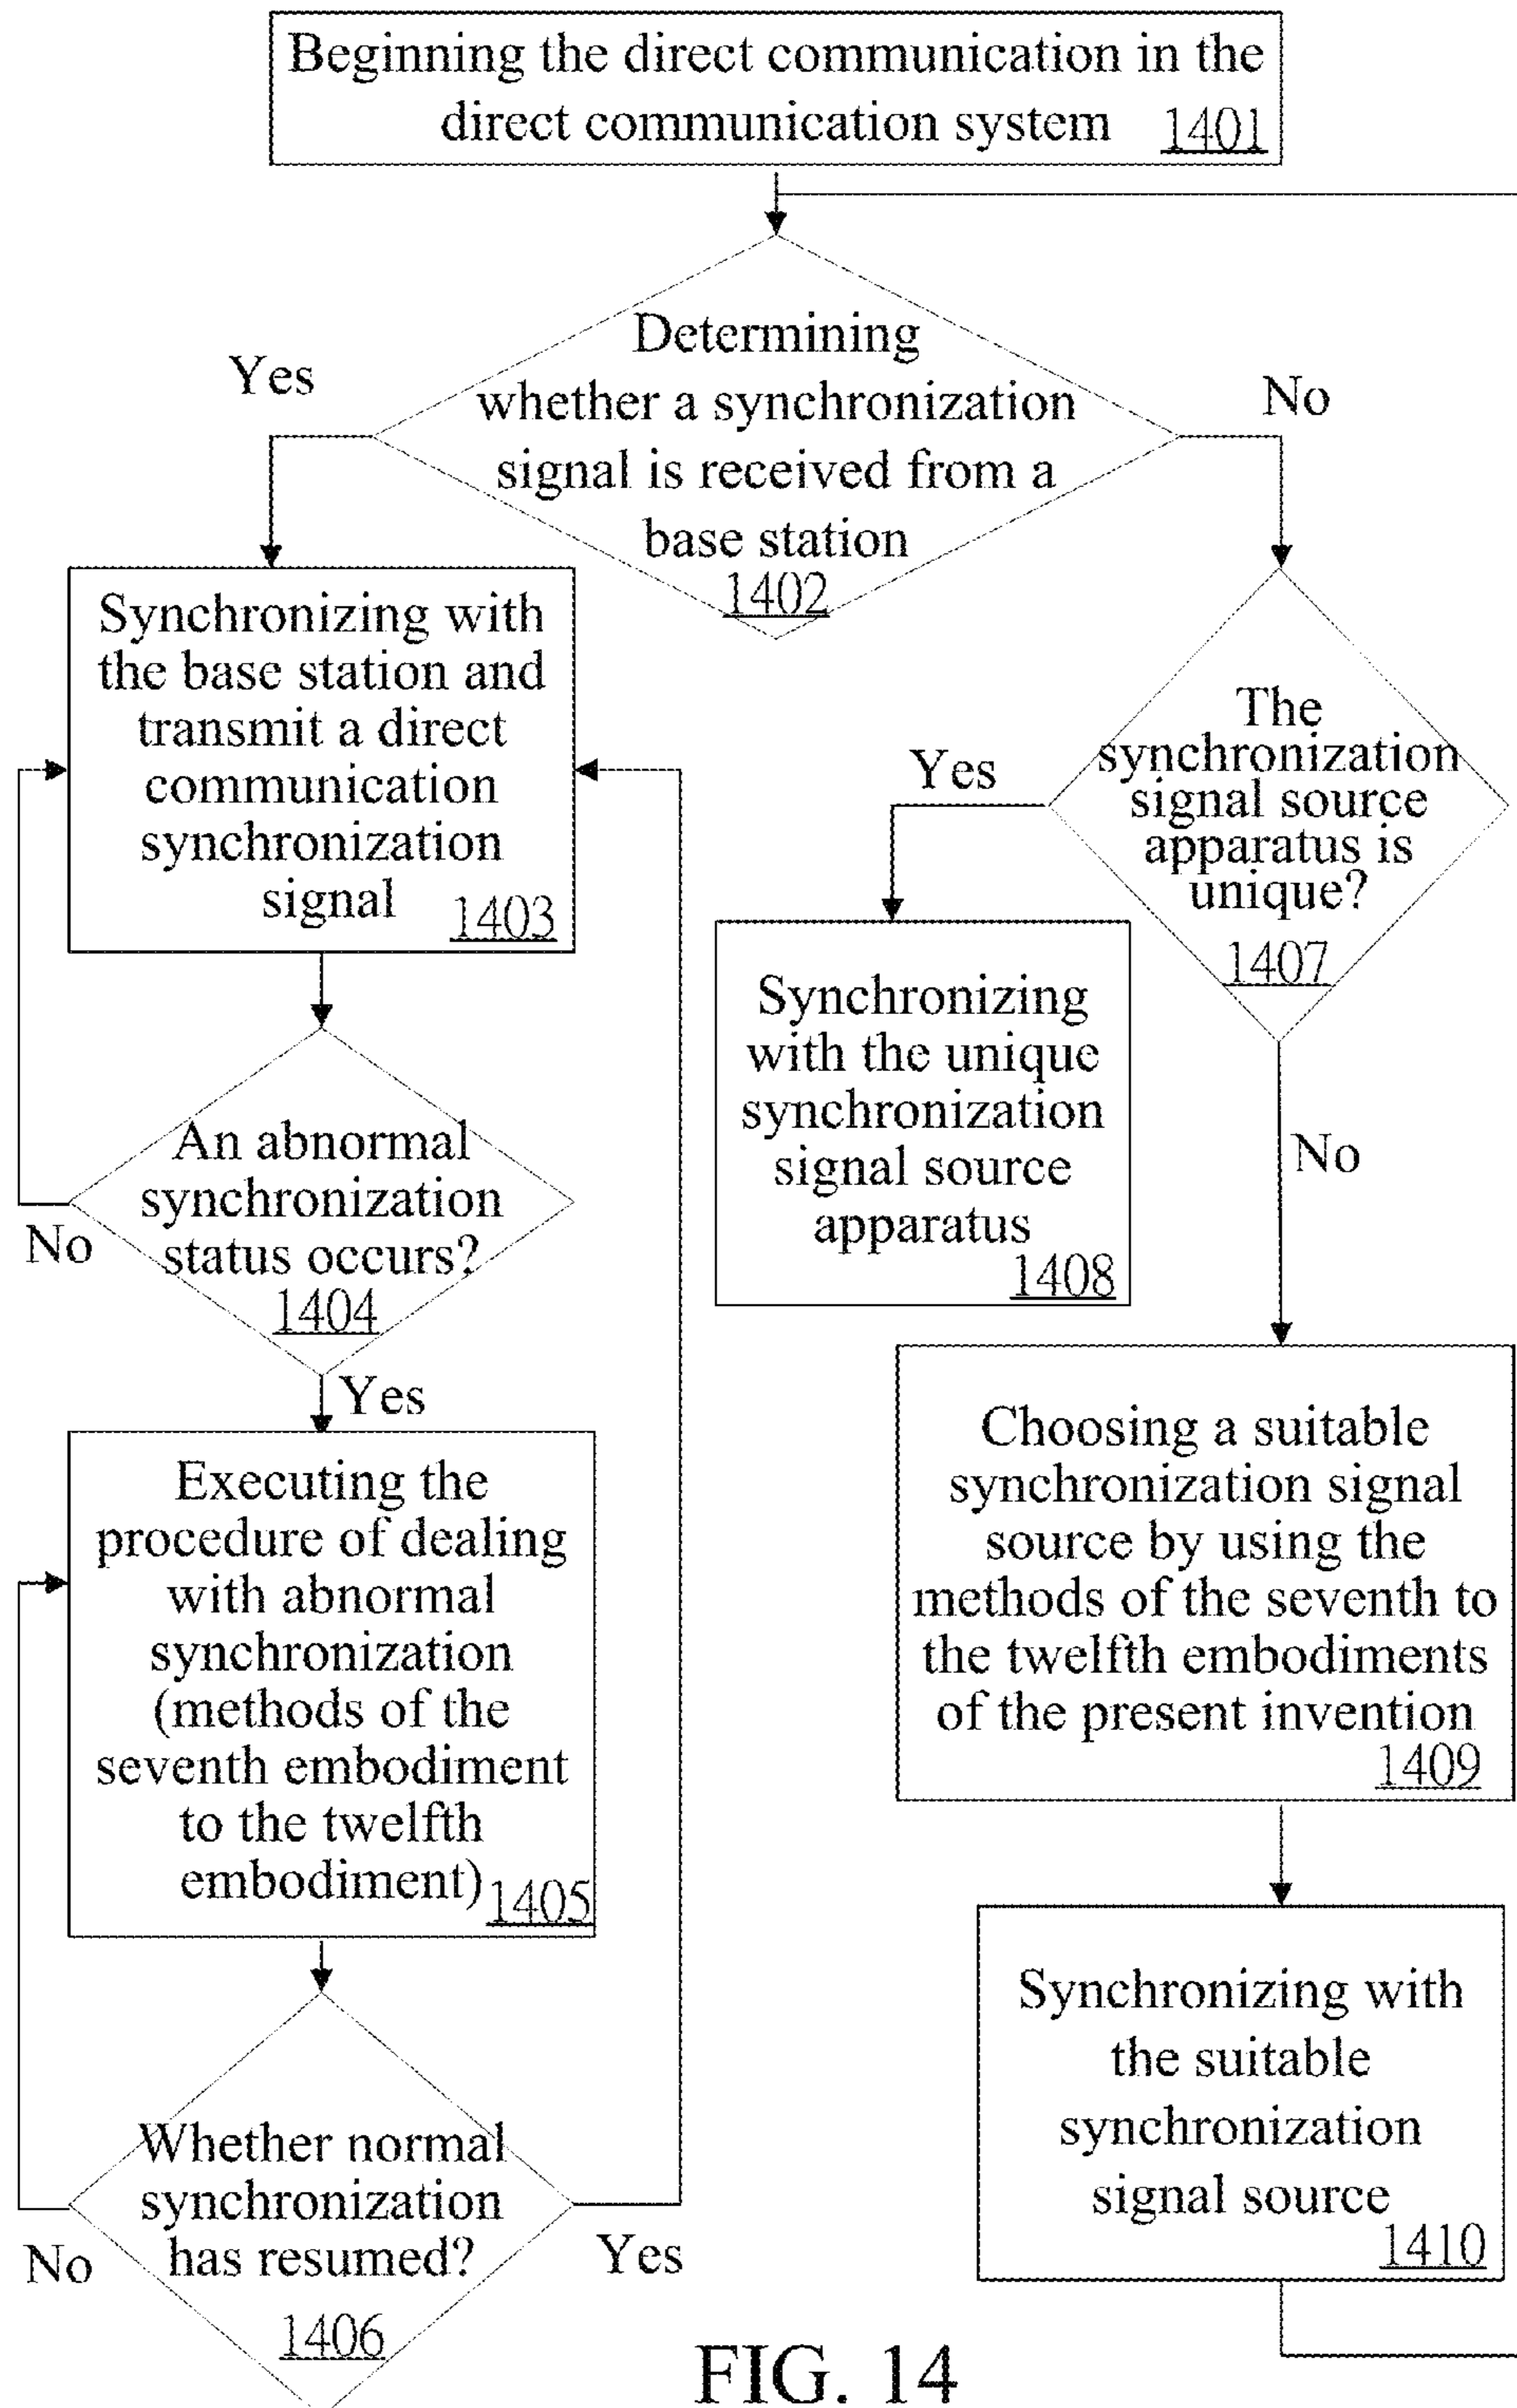 Beginning the direct communication in the
direct communication system 1401
Determining
whether a synchronization
signal is received from a
base station
1402
Yes
No
Synchronizing with
the base station and
transmit a direct
communication
synchronization
signal 1403
The
synchronization
signal source
apparatus is
unique?
1407
Yes
No
Synchronizing
with the unique
synchronization
signal source
apparatus
1408
An abnormal
synchronization
status occurs?
1404
No
Yes
Executing the
procedure of dealing
with abnormal
synchronization
(methods of the
seventh embodiment
to the twelfth
embodiment) 1405
Choosing a suitable
synchronization signal
source by using the
methods of the seventh to
the twelfth embodiments
of the present invention
1409
Whether normal
synchronization
has resumed?
1406
No
Yes
Synchronizing with
the suitable
synchronization
signal source
1410
FIG. 14